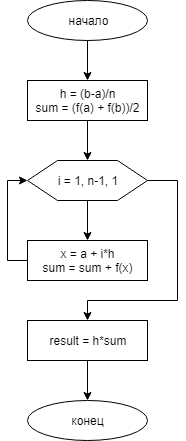 начало
h = (b-a)/n
sum = (f(a) + f(b))/2
i = 1, n-1, 1
x = a + i*h
sum = sum + f(x)
result = h*sum
конец